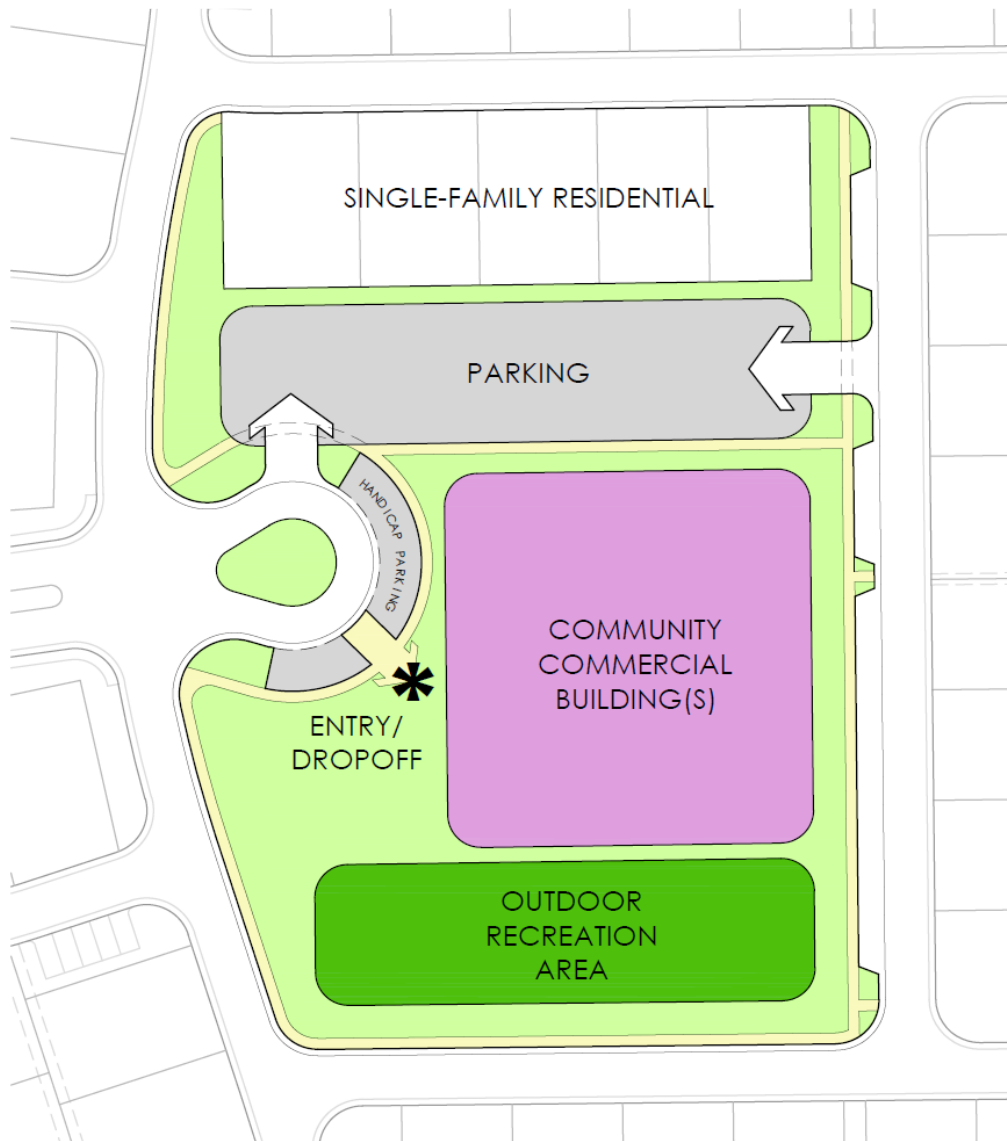 SINGLE-FAMILY RESIDENTIAL
PARKING
HANDICAP PARKING
COMMUNITY
COMMERCIAL
BUILDING(S)
ENTRY/
DROPOFF
OUTDOOR
RECREATION
AREA